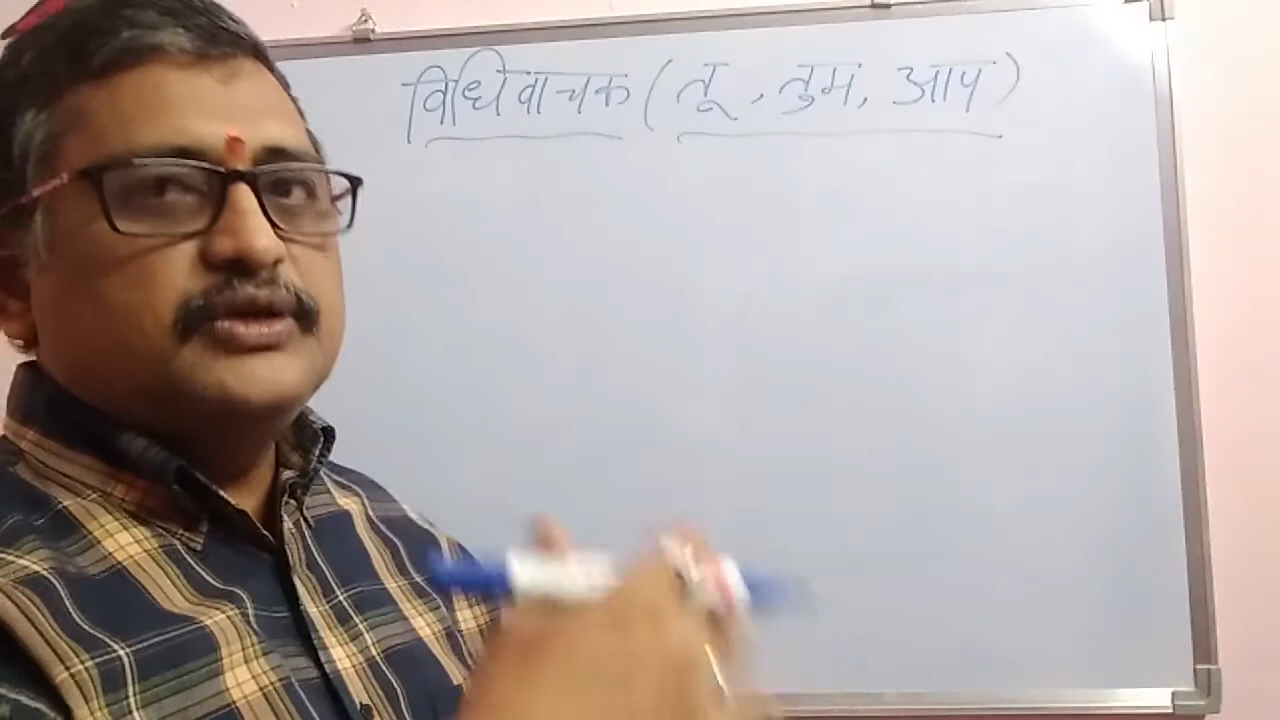 विधिवाचक ( तू , तुम, आप )